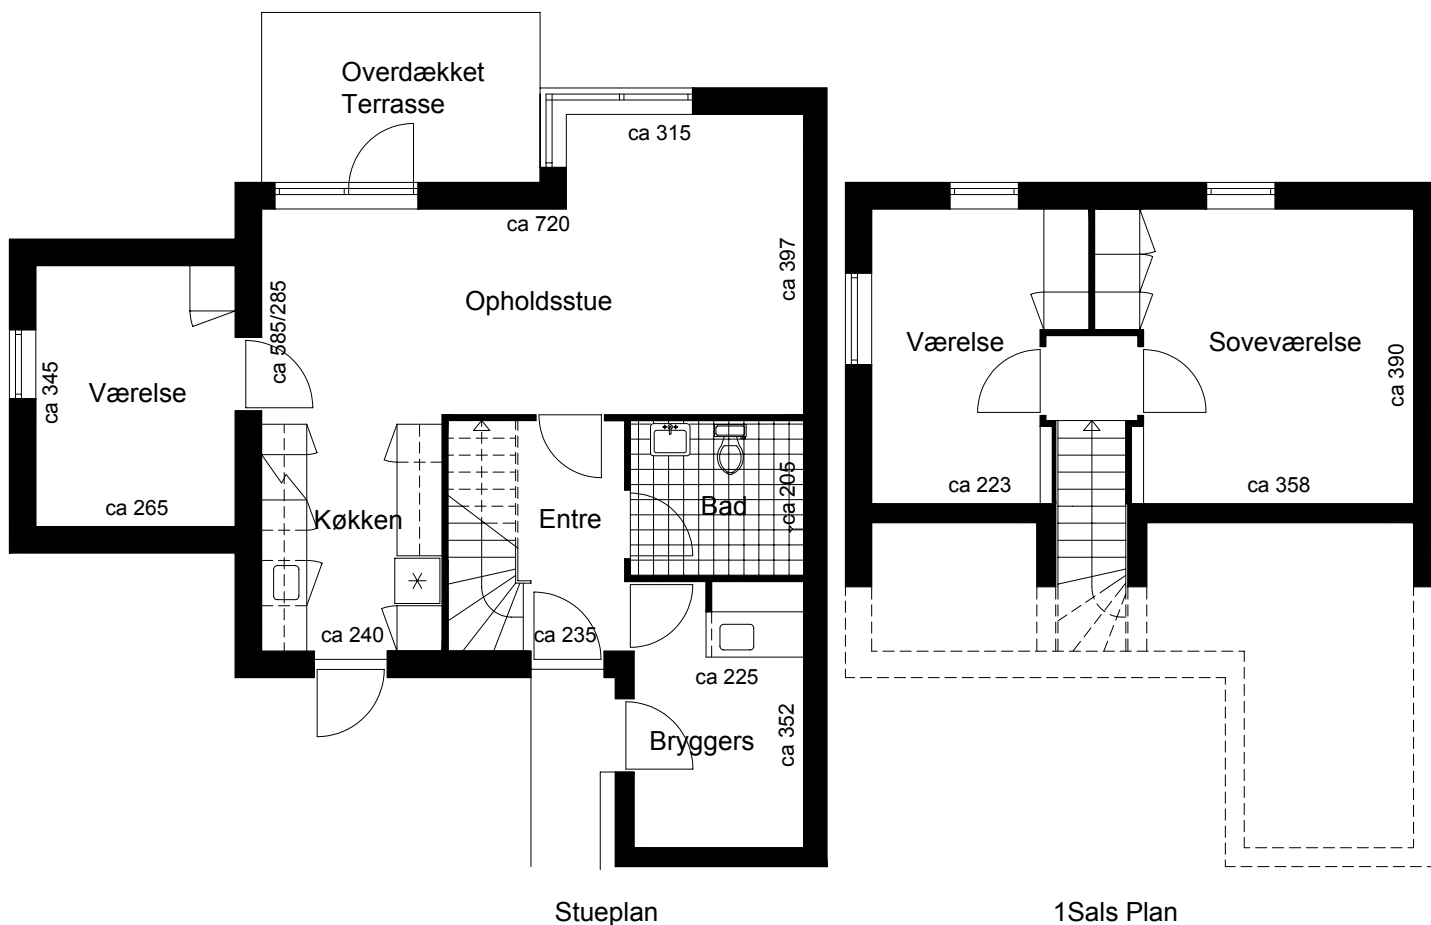 Overdækket
Terrasse
ca 315
ca 720
ca 397
ca 585/285
Opholdsstue
ca 345
Værelse
ca 265
Køkken
ca 240
Entre
ca 235
Bad
ca 205
ca 225
Bryggers
ca 352
Stueplan
Værelse
Soveværelse
ca 390
ca 223
ca 358
1Sals Plan